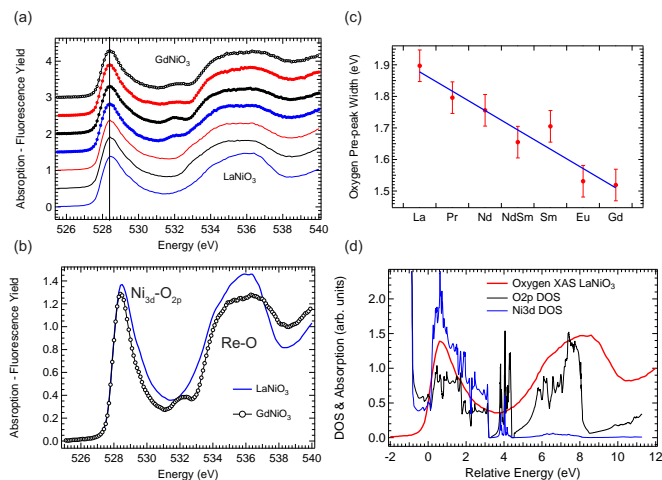 (a)
Absroption - Fluorescence Yield
4
3
2
1
0
GdNiO3
LaNiO3
526 528 530 532 534 536 538 540
Energy (eV)
(c)
Oxygen Pre-peak Width (eV)
1.9
1.8
1.7
1.6
1.5
La Pr Nd NdSm Sm Eu Gd
(b)
Absroption - Fluorescence Yield
1.4
1.2
1.0
0.8
0.6
0.4
0.2
0.0
Ni3d-O2p
Re-O
LaNiO3
GdNiO3
526 528 530 532 534 536 538 540
Energy (eV)
(d)
DOS & Absorption (arb. units)
2.0
1.5
1.0
0.5
0.0
Oxygen XAS LaNiO3
O2p DOS
Ni3d DOS
-2 0 2 4 6 8 10 12
Relative Energy (eV)